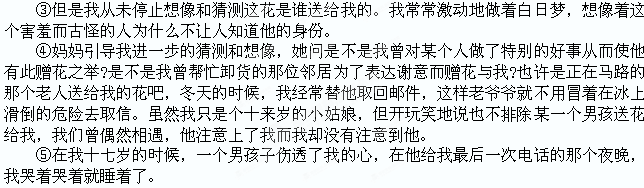 ③但是我从未停止想像和猜测这花是谁送给我的。我常常激动地做着白日梦，想像着这
个害羞而古怪的人为什么不让人知道他的身份。
④妈妈引导我进一步的猜测和想像，她问是不是我曾对某个人做了特别的好事从而使他
有此赠花之举?是不是我曾帮忙卸货的那位邻居为了表达谢意而赠花与我?也许是正在马路的
那个老人送给我的花吧，冬天的时候，我经常替他取回邮件，这样老爷爷就不用冒着在冰上
滑倒的危险去取信。虽然我只是个十来岁的小姑娘，但开玩笑地说也不排除某一个男孩送花
给我，我们曾偶然相遇，他注意上了我而我却没有注意到他。
⑤在我十七岁的时候，一个男孩子伤透了我的心，在他给我最后一次电话的那个夜晚，
我哭着哭着就睡着了。